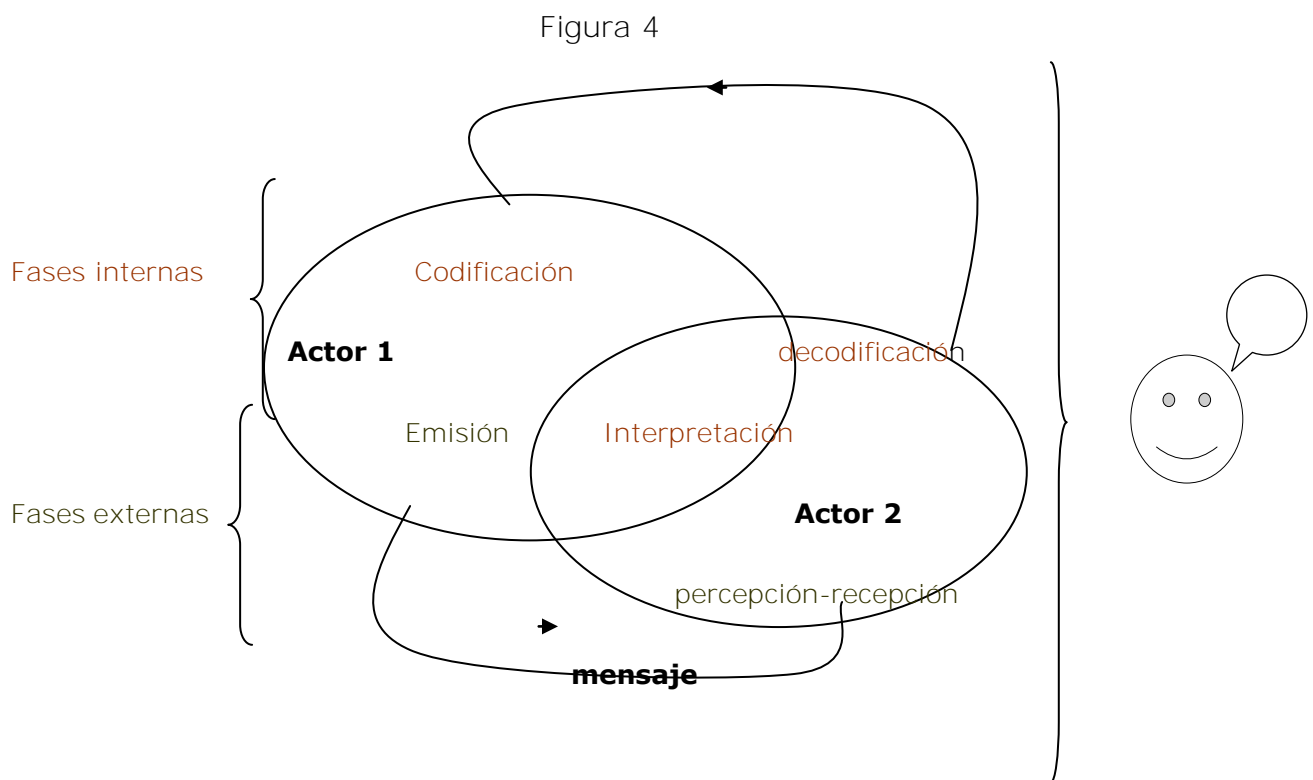 Figura 4
Fases internas
Codificación
Actor 1
decodificación
Emisión
Interpretación
Fases externas
Actor 2
percepción-recepción
mensaje